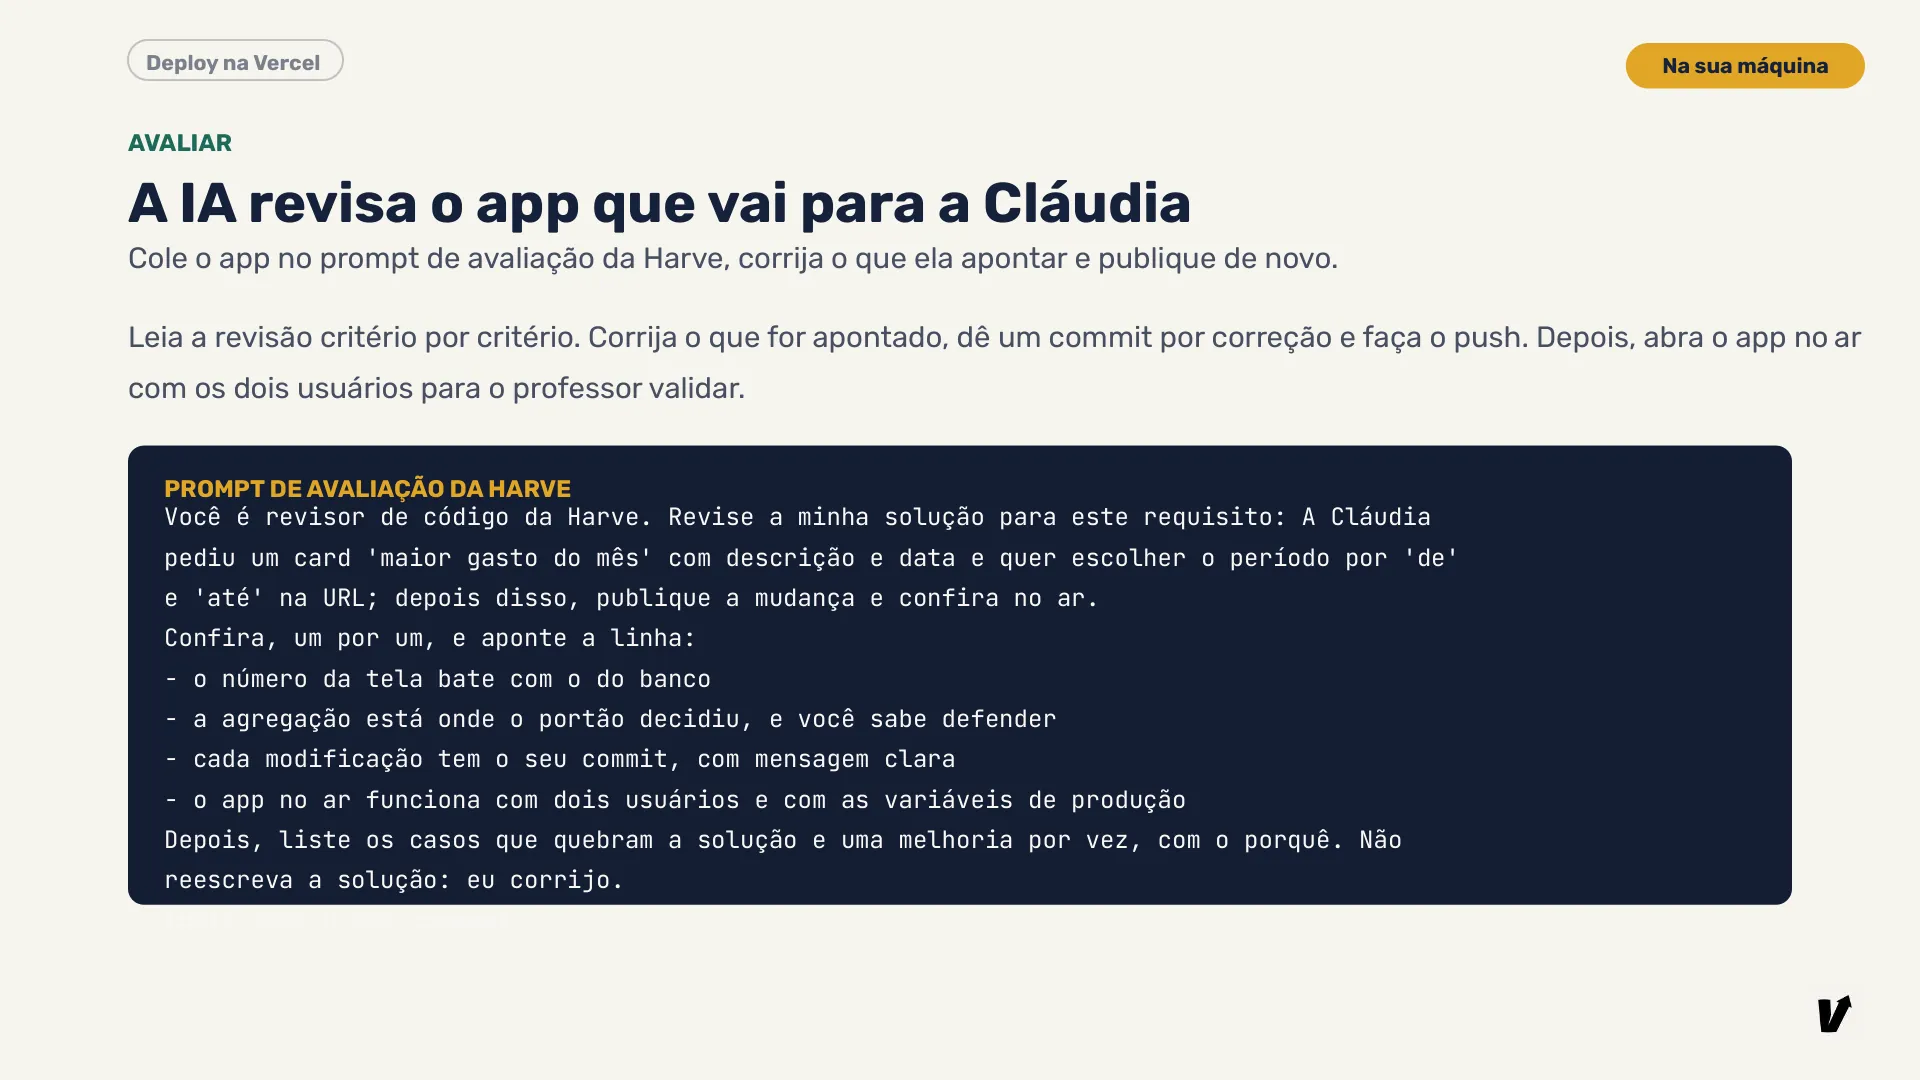 Deploy na Vercel
Na sua máquina
AVALIAR
A IA revisa o app que vai para a Cláudia
Cole o app no prompt de avaliação da Harve, corrija o que ela apontar e publique de novo.
Leia a revisão critério por critério. Corrija o que for apontado, dê um commit por correção e faça o push. Depois, abra o app no ar
com os dois usuários para o professor validar.
PROMPT DE AVALIAÇÃO DA HARVE
Você é revisor de código da Harve. Revise a minha solução para este requisito: A Cláudia
pediu um card 'maior gasto do mês' com descrição e data e quer escolher o período por 'de'
e 'até' na URL; depois disso, publique a mudança e confira no ar.
Confira, um por um, e aponte a linha:
- o número da tela bate com o do banco
- a agregação está onde o portão decidiu, e você sabe defender
- cada modificação tem o seu commit, com mensagem clara
- o app no ar funciona com dois usuários e com as variáveis de produção
Depois, liste os casos que quebram a solução e uma melhoria por vez, com o porquê. Não
reescreva a solução: eu corrijo.